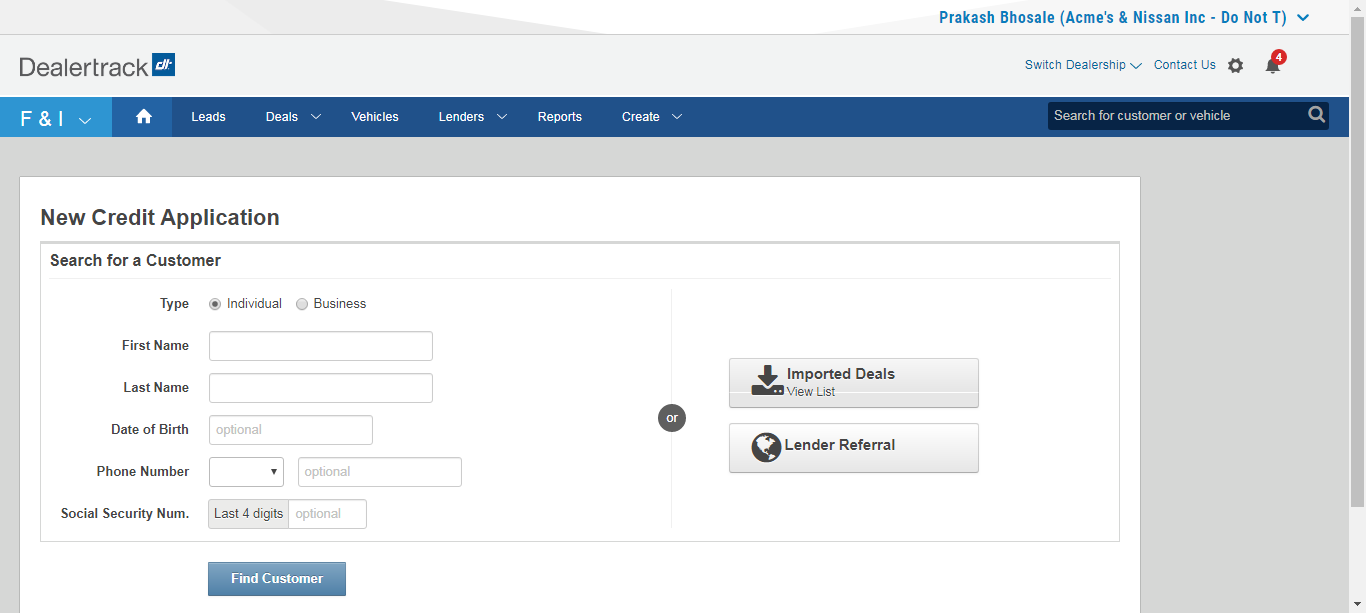 Prakash Bhosale (Acme's & Nissan Inc - Do Not T)
Dealertrack dt
Switch Dealership Contact Us 4
F & I Leads Deals Vehicles Lenders Reports Create Search for customer or vehicle
New Credit Application
Search for a Customer
Type Individual Business
First Name
Last Name
Date of Birth optional
Phone Number optional
Social Security Num. Last 4 digits optional
or
Imported Deals
View List
Lender Referral
Find Customer